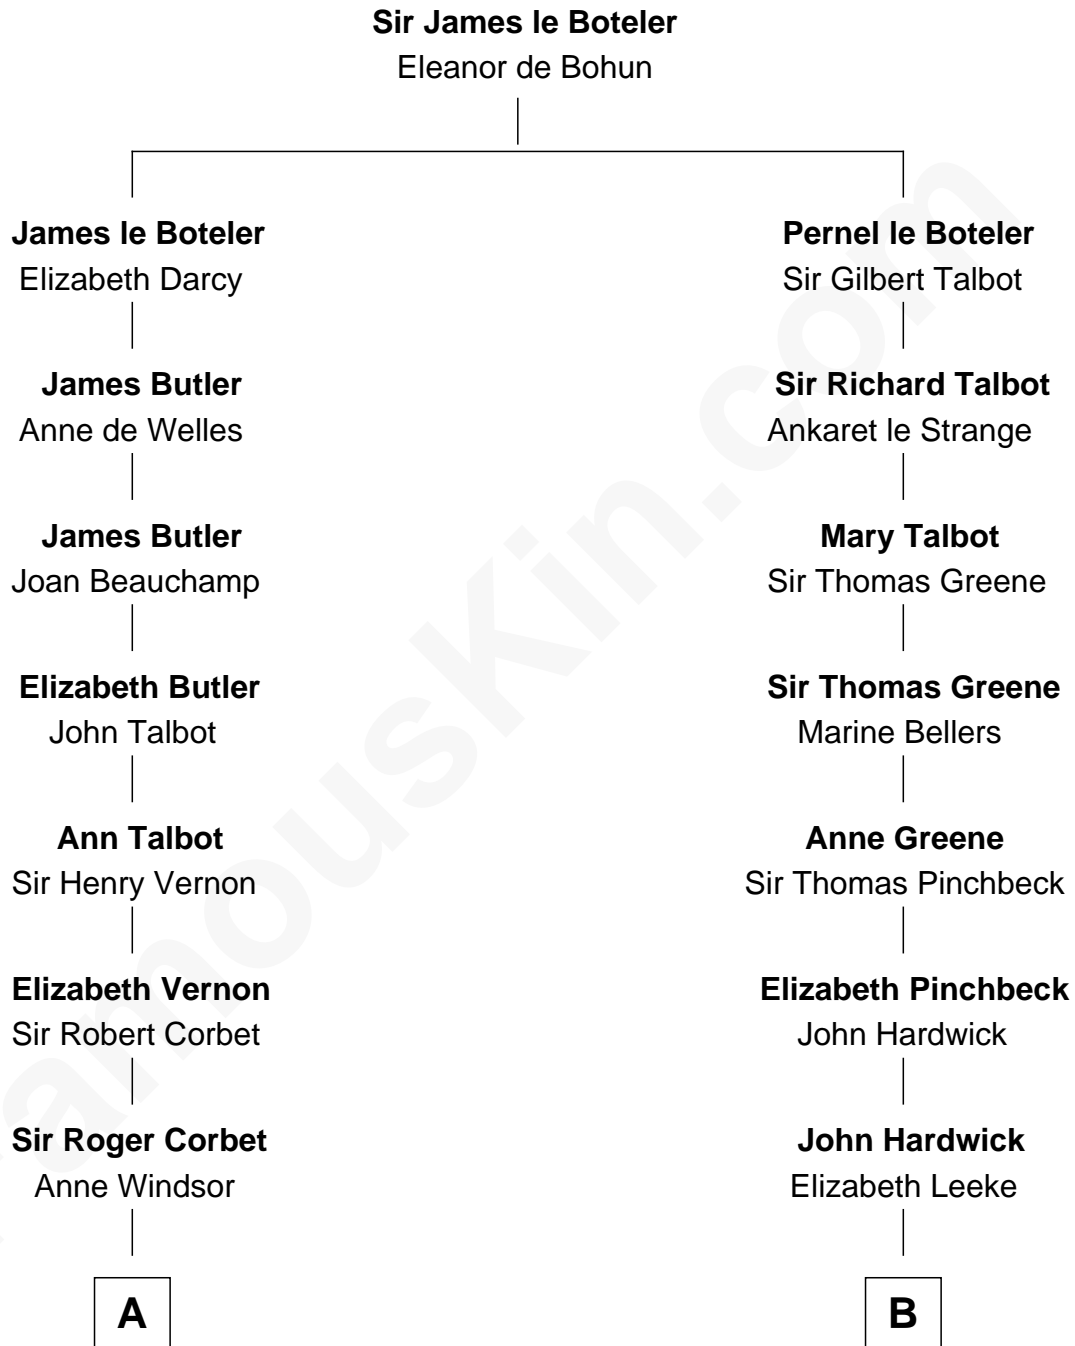 Sir James le Boteler
Eleanor de Bohun
James le Boteler
Elizabeth Darcy
James Butler
Anne de Welles
James Butler
Joan Beauchamp
Elizabeth Butler
John Talbot
Ann Talbot
Sir Henry Vernon
Elizabeth Vernon
Sir Robert Corbet
Sir Roger Corbet
Anne Windsor
A
Pernel le Boteler
Sir Gilbert Talbot
Sir Richard Talbot
Ankaret le Strange
Mary Talbot
Sir Thomas Greene
Sir Thomas Greene
Marine Bellers
Anne Greene
Sir Thomas Pinchbeck
Elizabeth Pinchbeck
John Hardwick
John Hardwick
Elizabeth Leeke
B
FamousKin.com